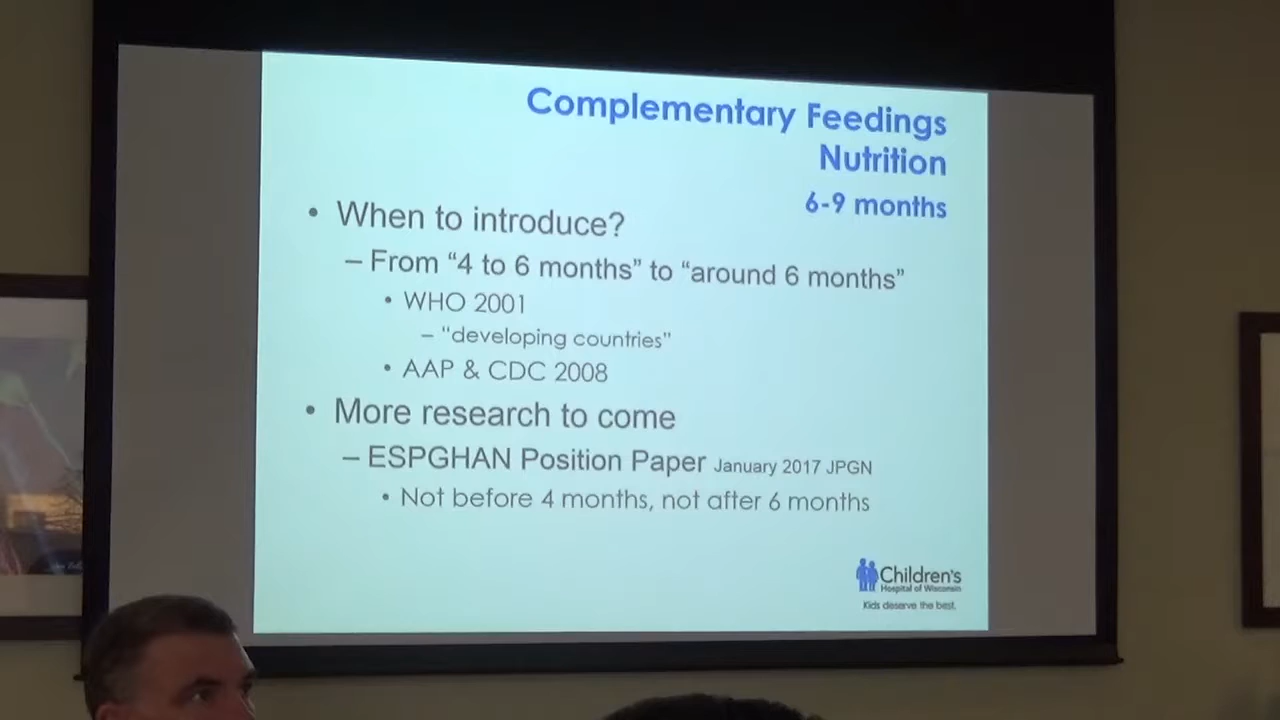 Complementary Feedings
Nutrition
6-9 months
• When to introduce?
– From “4 to 6 months” to “around 6 months”
• WHO 2001
– “developing countries”
• AAP & CDC 2008
• More research to come
– ESPGHAN Position Paper January 2017 JPGN
• Not before 4 months, not after 6 months
Children's
Hospital of Wisconsin
Kids deserve the best.